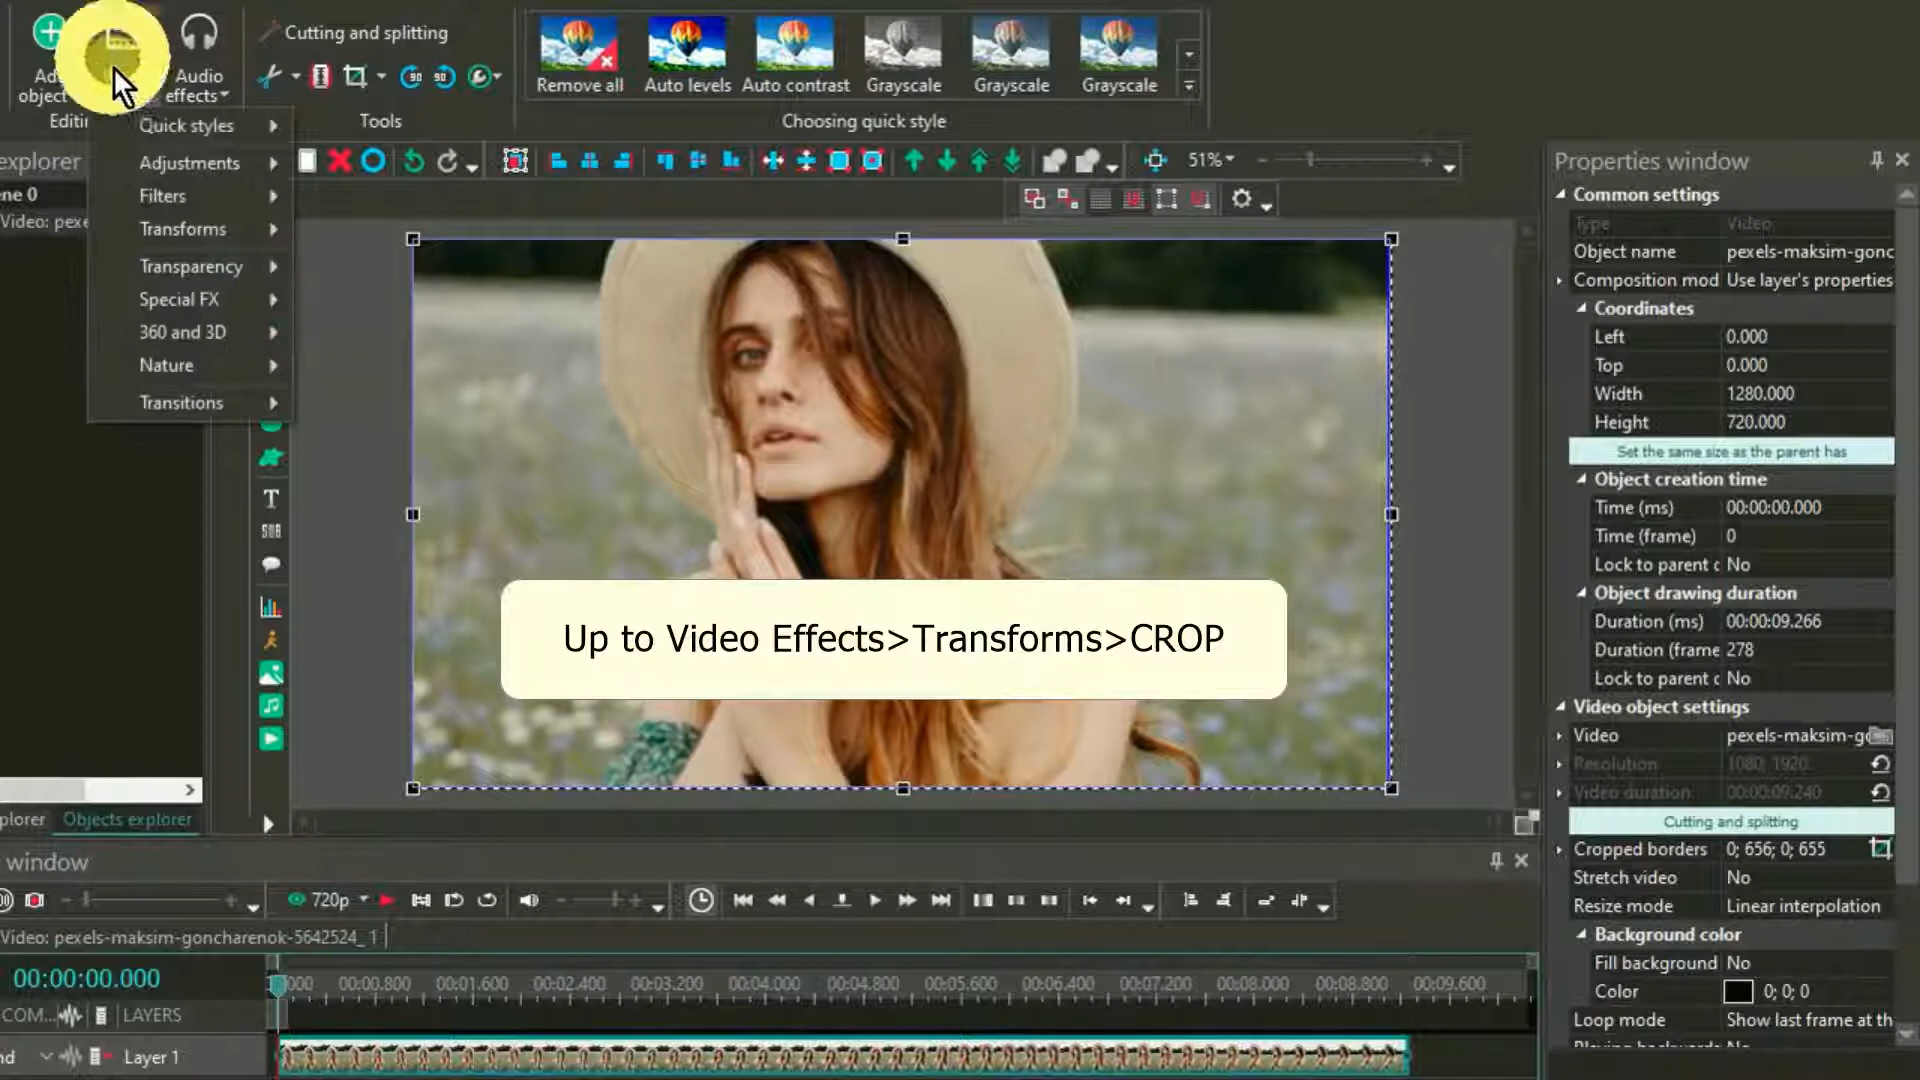 Audio
effects
object
Cutting and splitting
Tools
Remove all
Auto levels
Auto contrast
Grayscale
Grayscale
Grayscale
Choosing quick style
Quick styles
Adjustments
Filters
Transforms
Transparency
Special FX
360 and 3D
Nature
Transitions
explorer
ne 0
Video: pexe
51%
T
SUB
Up to Video Effects>Transforms>CROP
Properties window
Common settings
Type Video
Object name pexels-maksim-gonc
Composition mod Use layer's properties
Coordinates
Left 0.000
Top 0.000
Width 1280.000
Height 720.000
Set the same size as the parent has
Object creation time
Time (ms) 00:00:00.000
Time (frame) 0
Lock to parent c No
Object drawing duration
Duration (ms) 00:00:09.266
Duration (frame 278
Lock to parent c No
Video object settings
Video pexels-maksim-go
Resolution 1080; 1920
Video duration 00:00:09.240
Cutting and splitting
Cropped borders 0; 656; 0; 655
Stretch video No
Resize mode Linear interpolation
Background color
Fill background No
Color 0; 0; 0
Loop mode Show last frame at th
plorer Objects explorer
window
720p
Video: pexels-maksim-goncharenok-5642524_1
00:00:00.000
000 00:00.800 00:01.600 00:02.400 00:03.200 00:04.000 00:04.800 00:05.600 00:06.400 00:07.200 00:08.000 00:08.800 00:09.600
COM... LAYERS
nd Layer 1